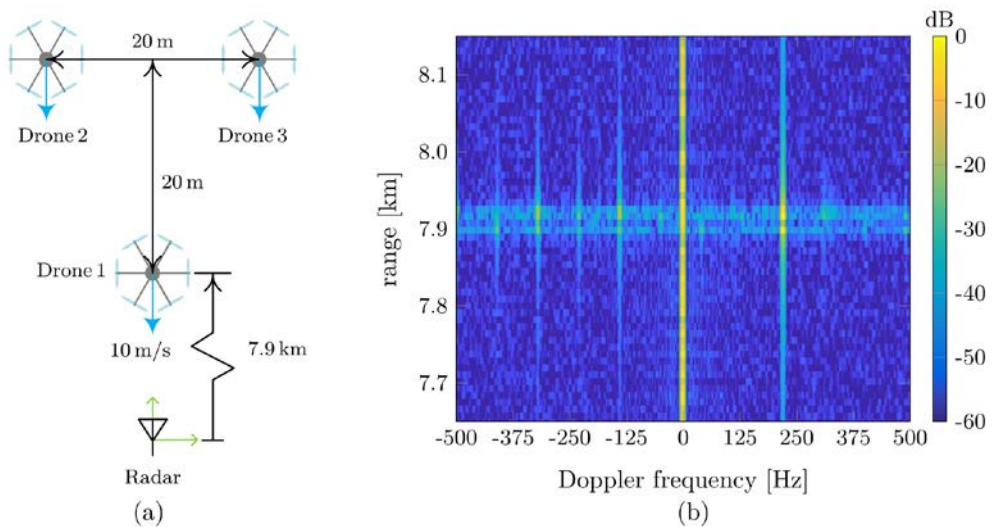 20 m
Drone 2
Drone 3
20 m
Drone 1
10 m/s
7.9 km
Radar
(a)
dB
0
-10
-20
-30
-40
-50
-60
8.1
8.0
7.9
7.8
7.7
range [km]
-500 -375 -250 -125 0 125 250 375 500
Doppler frequency [Hz]
(b)